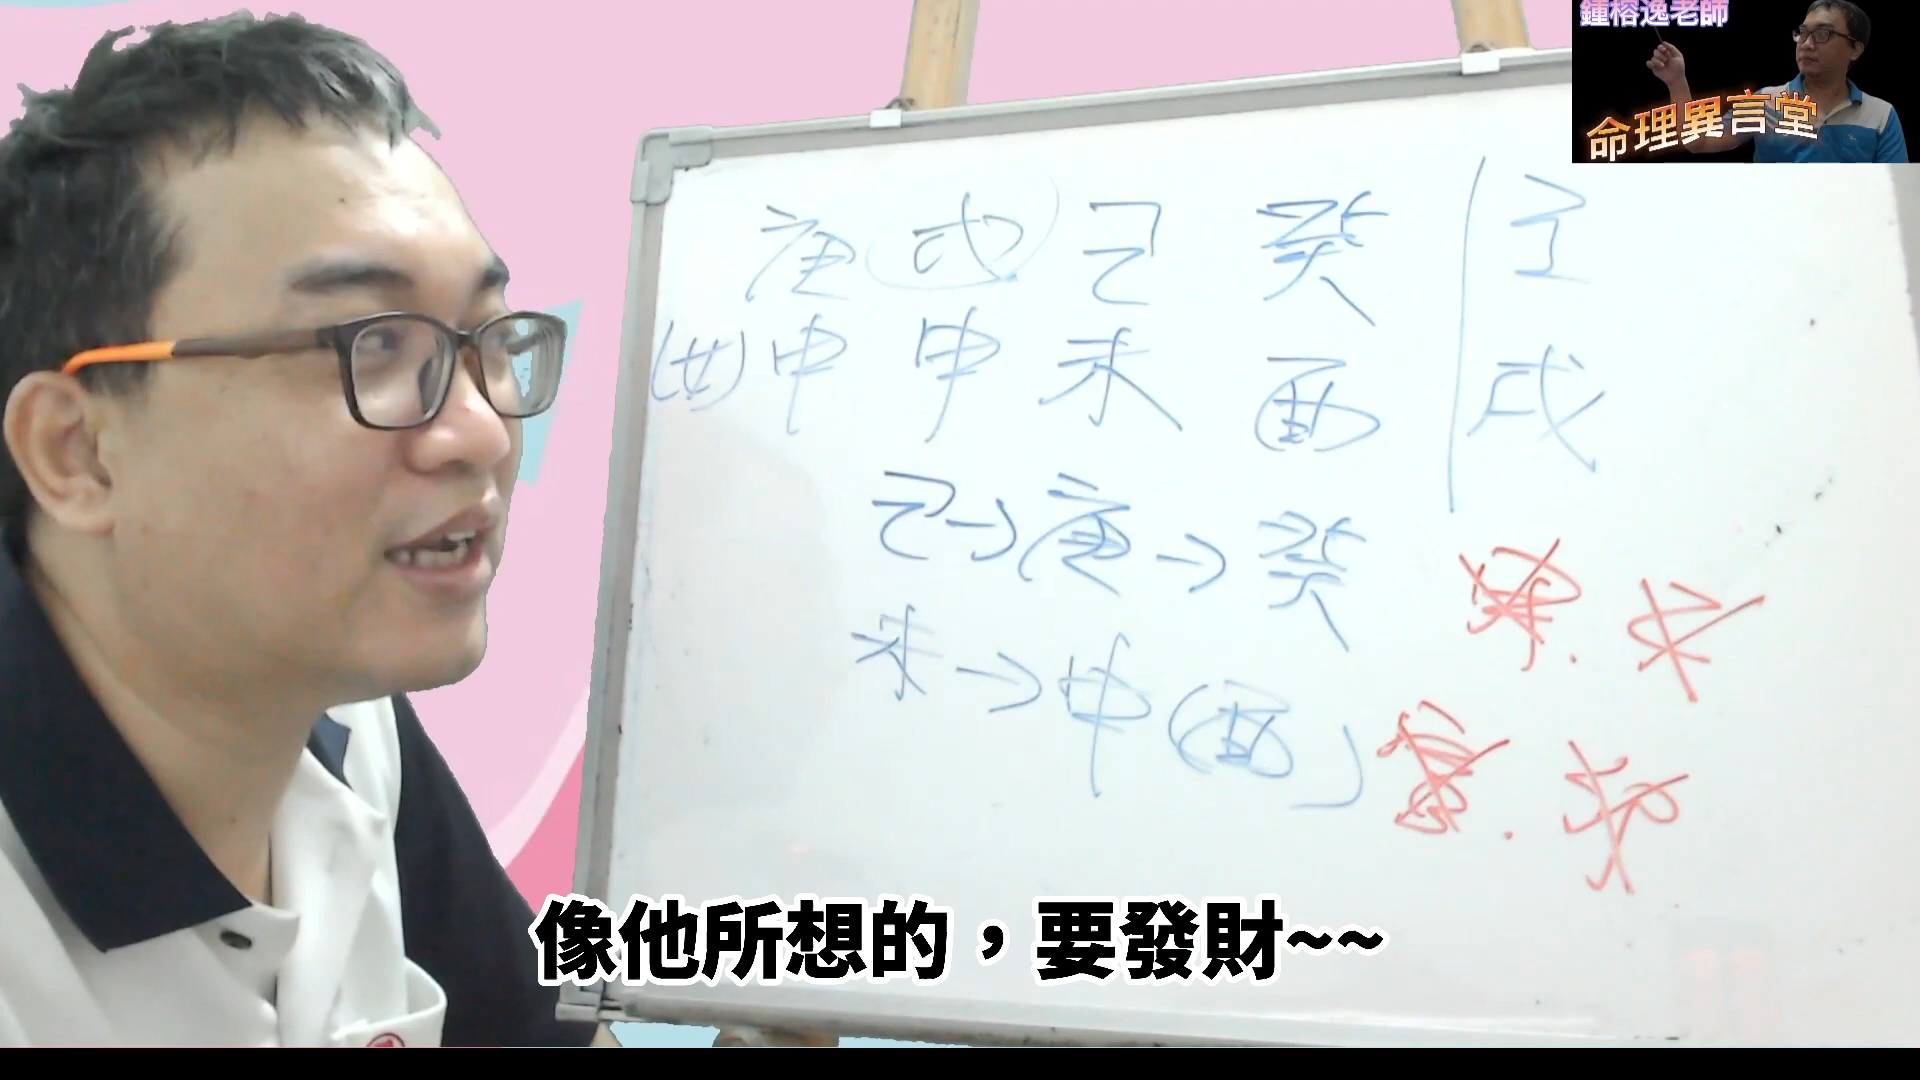 鍾榕逸老師
命理異言堂
庚 戊 己 癸 壬
(女) 申 申 未 酉 戌
己→庚→癸
未→申(酉)
像他所想的，要發財~~